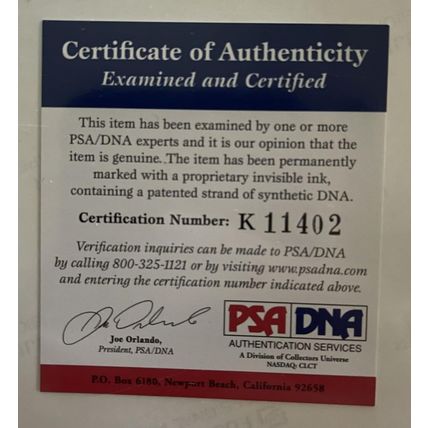 Certificate of Authenticity
Examined and Certified
This item has been examined by one or more
PSA/DNA experts and it is our opinion that the
item is genuine. The item has been permanently
marked with a proprietary invisible ink,
containing a patented strand of synthetic DNA.
Certification Number: K 11402
Verification inquiries can be made to PSA/DNA
by calling 800-325-1121 or by visiting www.psadna.com
and entering the certification number indicated above.
Joe Orlando
Joe Orlando,
President, PSA/DNA
PSA DNA
AUTHENTICATION SERVICES
A Division of Collectors Universe
NASDAQ: CLCT
P.O. Box 6180, Newport Beach, California 92658